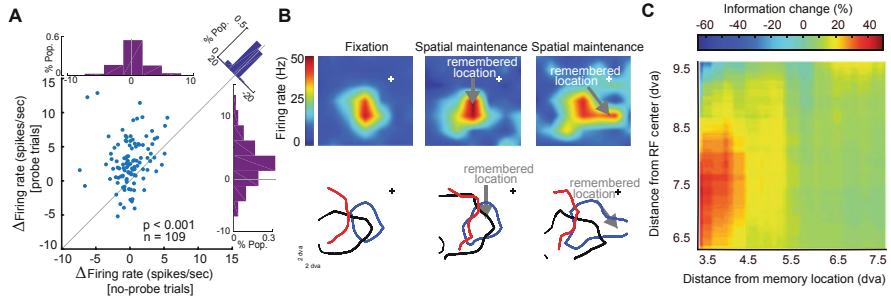 A
% Pop.
0.6
0
-10
0
10
% Pop.
0.5
0
20
0
-20
ΔFiring rate (spikes/sec)
[probe trials]
15
10
5
0
-5
-10
p < 0.001
n = 109
-10
-5
0
5
10
15
ΔFiring rate (spikes/sec)
[no-probe trials]
10
0
-10
0
0.3
% Pop.
B
Fixation
Spatial maintenance
Spatial maintenance
Firing rate (Hz)
50
25
0
remembered
location
remembered
location
remembered
location
remembered
location
2 dva
2 dva
C
Information change (%)
-60
-40
-20
0
20
40
Distance from RF center (dva)
9.5
8.5
7.5
6.5
3.5
4.5
5.5
6.5
7.5
Distance from memory location (dva)